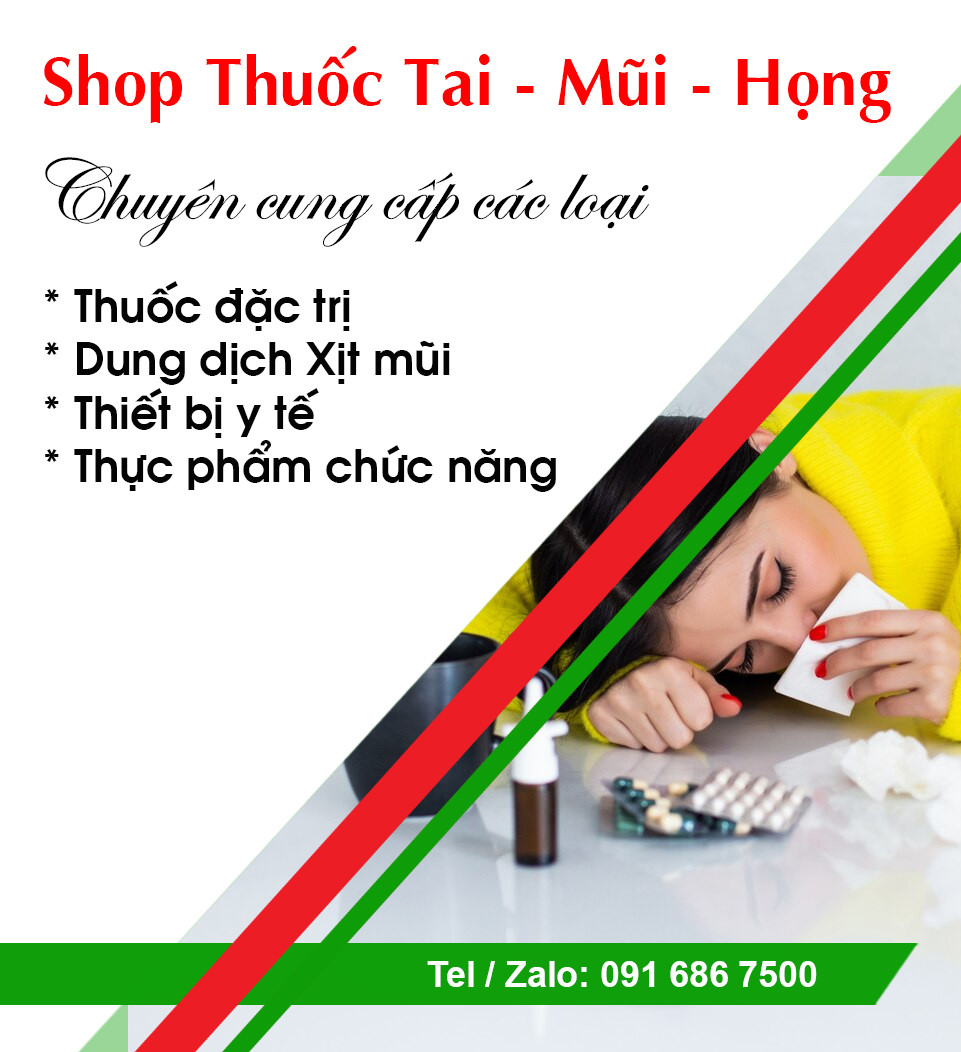 Shop Thuốc Tai - Mũi - Họng
Chuyên cung cấp các loại
* Thuốc đặc trị
* Dung dịch Xịt mũi
* Thiết bị y tế
* Thực phẩm chức năng
Tel / Zalo: 091 686 7500